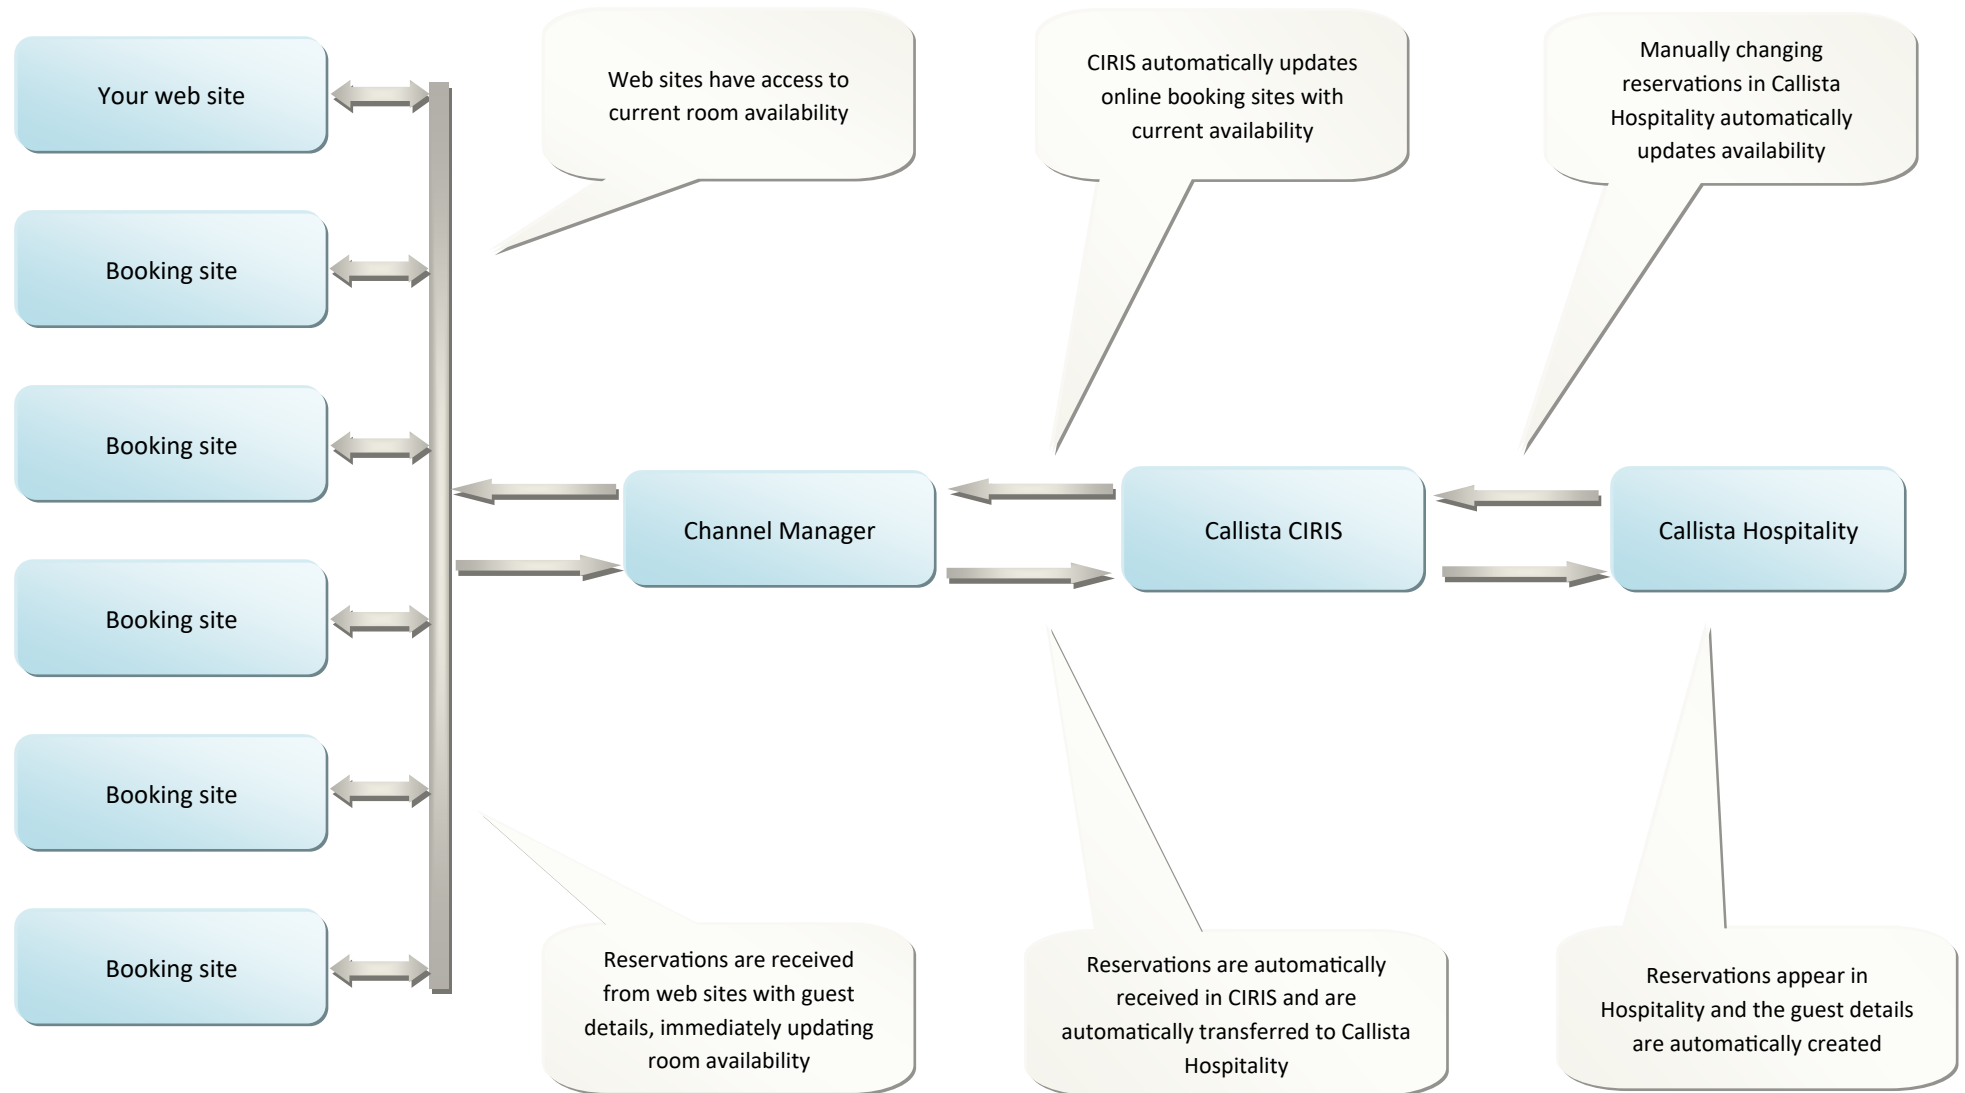 Your web site
Booking site
Booking site
Booking site
Booking site
Booking site
Web sites have access to
current room availability
CIRIS automatically updates
online booking sites with
current availability
Manually changing
reservations in Callista
Hospitality automatically
updates availability
Channel Manager
Callista CIRIS
Callista Hospitality
Reservations are received
from web sites with guest
details, immediately updating
room availability
Reservations are automatically
received in CIRIS and are
automatically transferred to Callista
Hospitality
Reservations appear in
Hospitality and the guest details
are automatically created